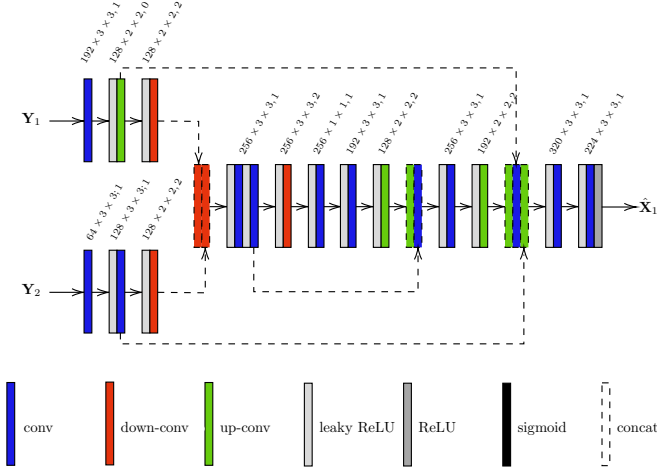 192 × 3 × 3, 1
128 × 2 × 2, 0
128 × 2 × 2, 2
Y₁
64 × 3 × 3; 1
128 × 3 × 3; 1
128 × 2 × 2, 2
Y₂
256 × 3 × 3, 1
256 × 3 × 3, 2
256 × 1 × 1, 1
192 × 3 × 3, 1
128 × 2 × 2, 2
256 × 3 × 3, 1
192 × 2 × 2, 2
320 × 3 × 3, 1
224 × 3 × 3, 1
X̂₁
conv
down-conv
up-conv
leaky ReLU
ReLU
sigmoid
concat